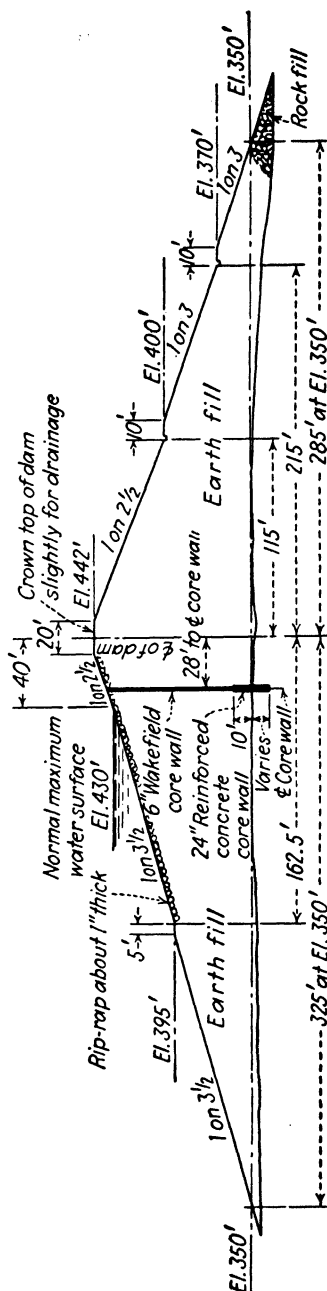 Crown top of dam
slightly for drainage
El.442'
20'
40'
Normal maximum
water surface
El.430'
1 on 2½
℄ of dam
1 on 2½
10'
El.400'
1 on 3
10'
El.370'
1 on 3
El.350'
Rock fill
Rip-rap about 1" thick
1 on 3½
5'
El.395'
1 on 3½
El.350'
Earth fill
Earth fill
6" Wakefield
core wall
24" Reinforced
concrete
core wall
10'
Varies
℄ Core wall
28' to ℄ core wall
115'
215'
285' at El.350'
162.5'
325' at El.350'